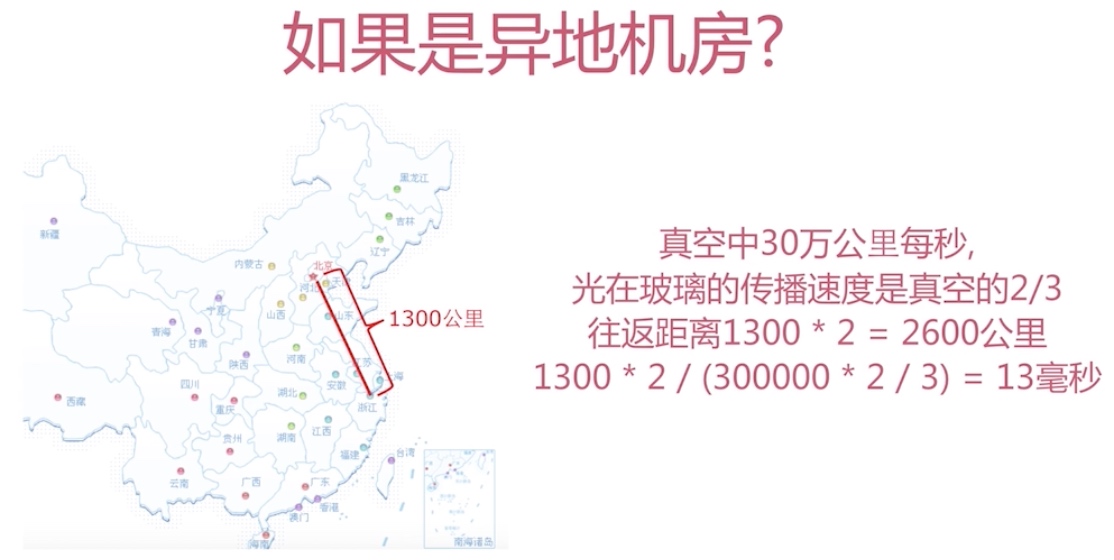 如果是异地机房?
黑龙江
吉林
辽宁
新疆
内蒙古
北京
河北
宁夏
山西
山东
1300公里
青海
甘肃
陕西
河南
江苏
安徽
四川
湖北
浙江
西藏
重庆
湖南
江西
贵州
福建
台湾
云南
广西
广东
香港
澳门
海南
南海诸岛
真空中30万公里每秒,
光在玻璃的传播速度是真空的2/3
往返距离1300 * 2 = 2600公里
1300 * 2 / (300000 * 2 / 3) = 13毫秒